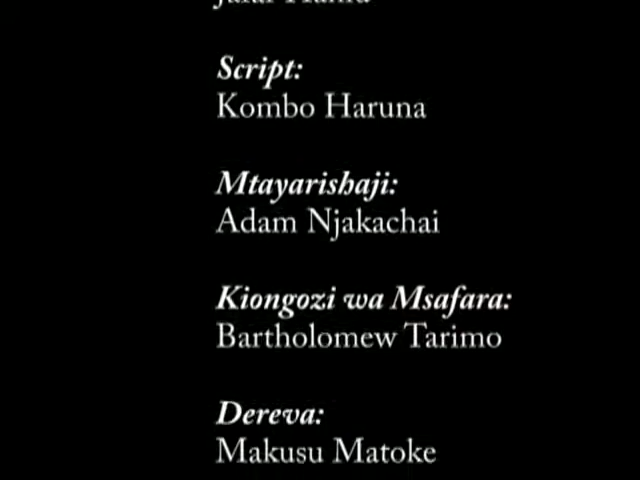 Script:
Kombo Haruna
Mtayarishaji:
Adam Njakachai
Kiongozi wa Msafara:
Bartholomew Tarimo
Dereva:
Makusu Matoke